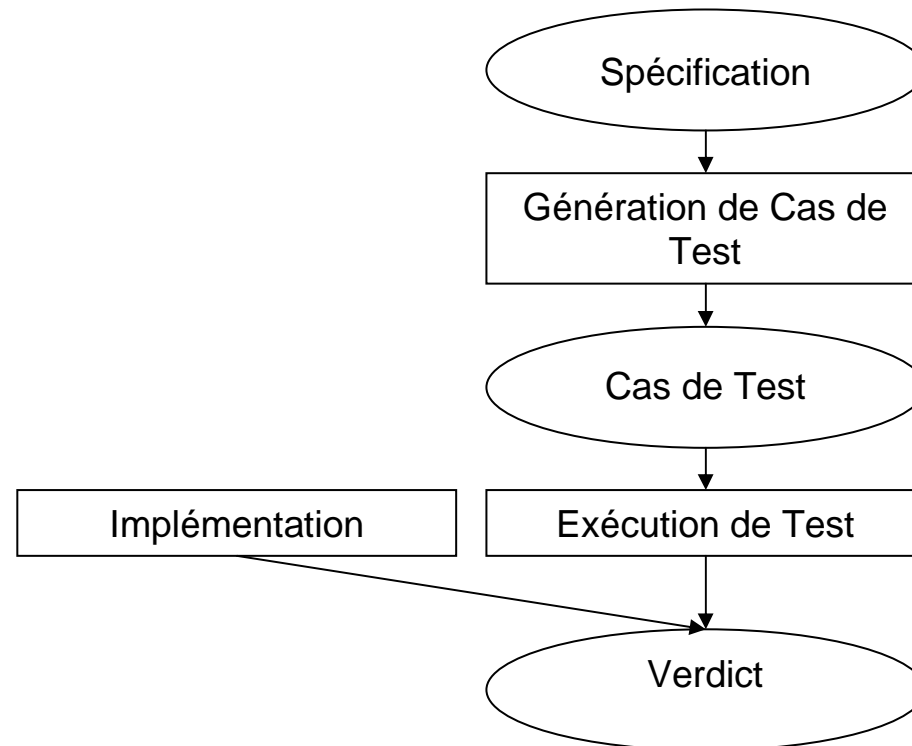 Spécification
Génération de Cas de
Test
Cas de Test
Implémentation
Exécution de Test
Verdict